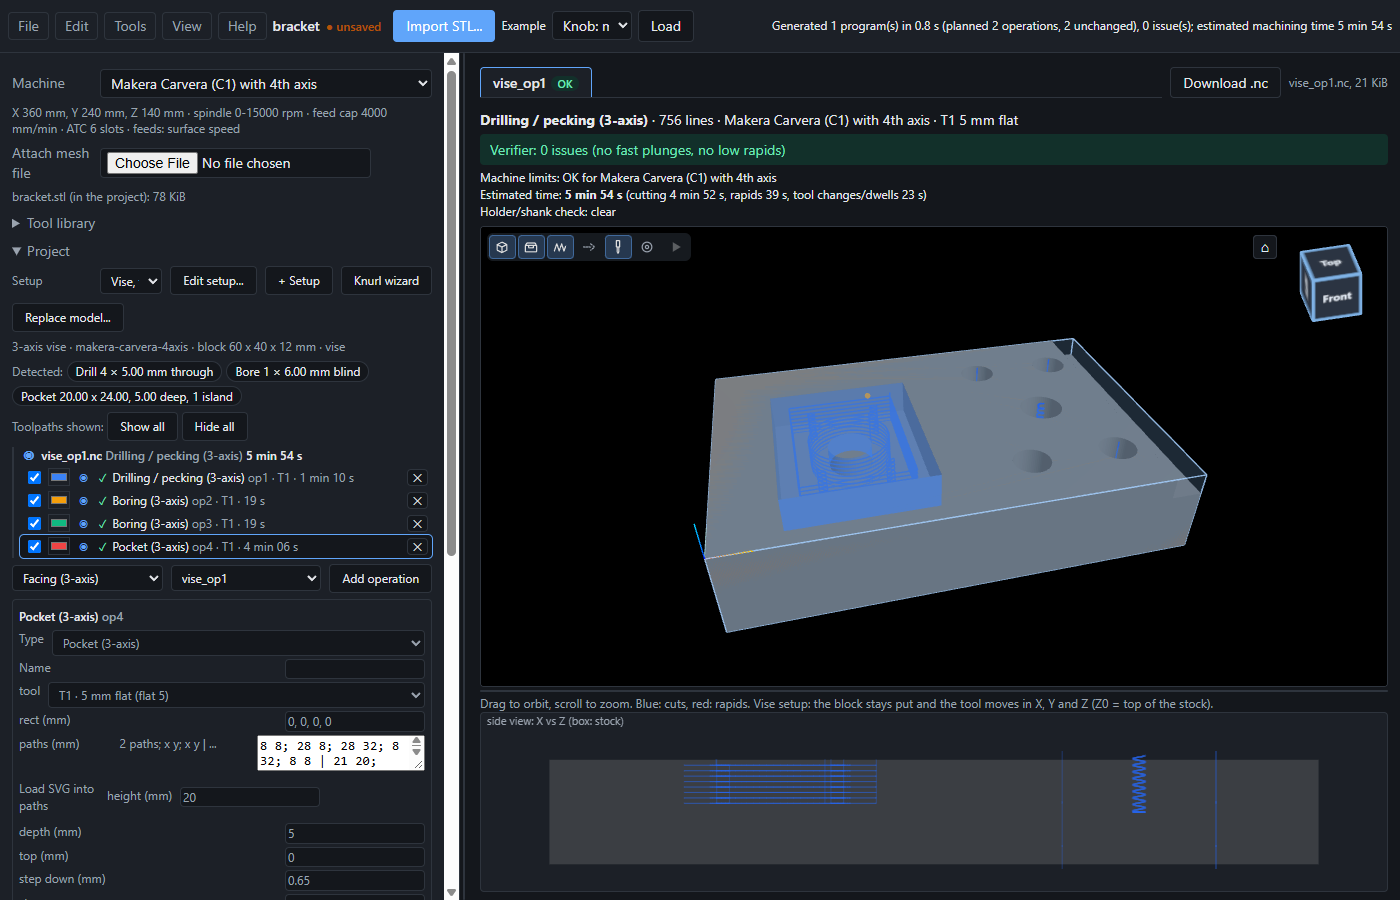 File Edit Tools View Help bracket • unsaved Import STL... Example Knob: n Load Generated 1 program(s) in 0.8 s (planned 2 operations, 2 unchanged), 0 issue(s); estimated machining time 5 min 54 s
Machine Makera Carvera (C1) with 4th axis
X 360 mm, Y 240 mm, Z 140 mm · spindle 0-15000 rpm · feed cap 4000
mm/min · ATC 6 slots · feeds: surface speed
Attach mesh
file Choose File No file chosen
bracket.stl (in the project): 78 KiB
Tool library
Project
Setup Vise, Edit setup... + Setup Knurl wizard
Replace model...
3-axis vise · makera-carvera-4axis · block 60 x 40 x 12 mm · vise
Detected: Drill 4 × 5.00 mm through Bore 1 × 6.00 mm blind
Pocket 20.00 x 24.00, 5.00 deep, 1 island
Toolpaths shown: Show all Hide all
vise_op1.nc Drilling / pecking (3-axis) 5 min 54 s
✓ Drilling / pecking (3-axis) op1 · T1 · 1 min 10 s
✓ Boring (3-axis) op2 · T1 · 19 s
✓ Boring (3-axis) op3 · T1 · 19 s
✓ Pocket (3-axis) op4 · T1 · 4 min 06 s
Facing (3-axis) vise_op1 Add operation
Pocket (3-axis) op4
Type Pocket (3-axis)
Name
tool T1 · 5 mm flat (flat 5)
rect (mm) 0, 0, 0, 0
paths (mm) 2 paths; x y; x y | ... 8 8; 28 8; 28 32; 8
32; 8 8 | 21 20;
Load SVG into
paths height (mm) 20
depth (mm) 5
top (mm) 0
step down (mm) 0.65
vise_op1 OK Download .nc vise_op1.nc, 21 KiB
Drilling / pecking (3-axis) · 756 lines · Makera Carvera (C1) with 4th axis · T1 5 mm flat
Verifier: 0 issues (no fast plunges, no low rapids)
Machine limits: OK for Makera Carvera (C1) with 4th axis
Estimated time: 5 min 54 s (cutting 4 min 52 s, rapids 39 s, tool changes/dwells 23 s)
Holder/shank check: clear
Top
Front
Drag to orbit, scroll to zoom. Blue: cuts, red: rapids. Vise setup: the block stays put and the tool moves in X, Y and Z (Z0 = top of the stock).
side view: X vs Z (box: stock)